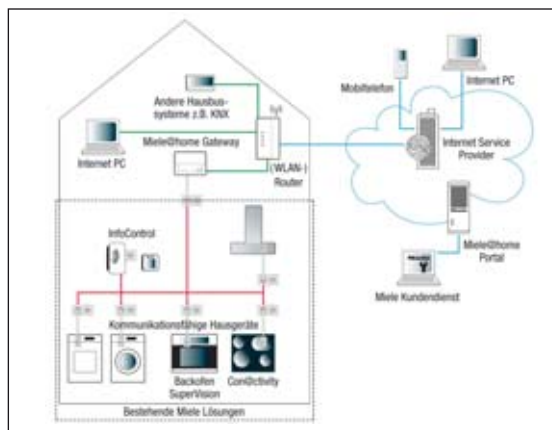 Andere Hausbus-
systeme z.B. KNX
Internet PC
Miele@home Gateway
(WLAN-)
Router
Mobiltelefon
Internet PC
Internet Service
Provider
Miele@home
Portal
Miele Kundendienst
InfoControl
Kommunikationsfähige Hausgeräte
Backofen
SuperVision
Con@ctivity
Bestehende Miele Lösungen